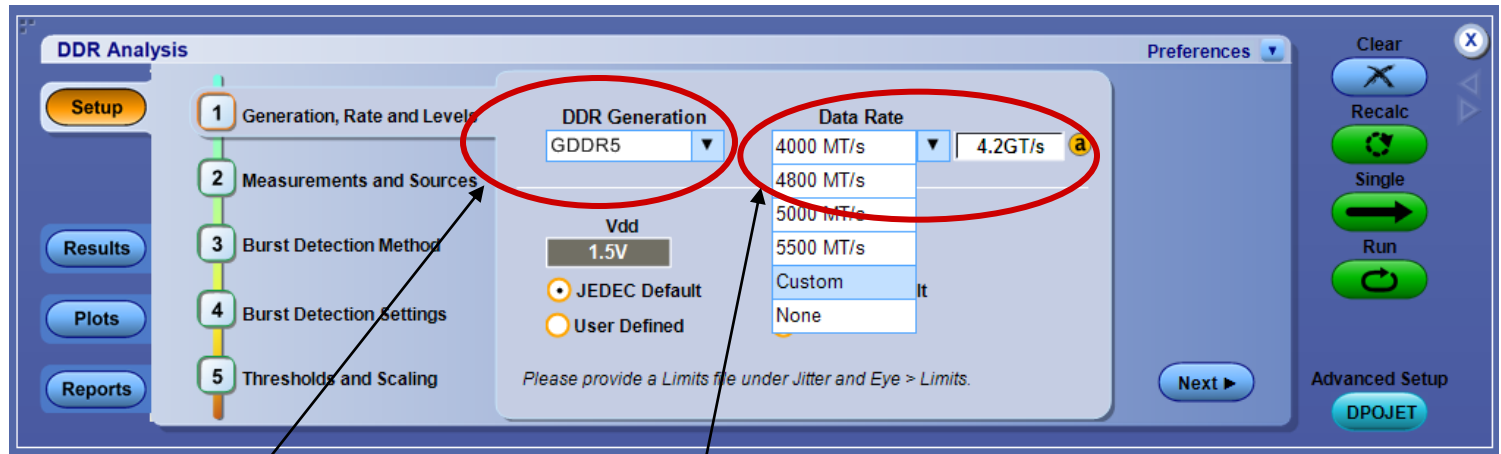 DDR Analysis
Preferences
Clear
X
Setup
1 Generation, Rate and Levels
DDR Generation
Data Rate
GDDR5
4000 MT/s
4.2GT/s
a
Recalc
4800 MT/s
2 Measurements and Sources
Single
5000 MT/s
Vdd
1.5V
Results
3 Burst Detection Method
5500 MT/s
Run
JEDEC Default
Custom
lt
Plots
4 Burst Detection Settings
User Defined
None
Reports
5 Thresholds and Scaling
Please provide a Limits file under Jitter and Eye > Limits.
Next
Advanced Setup
DPOJET